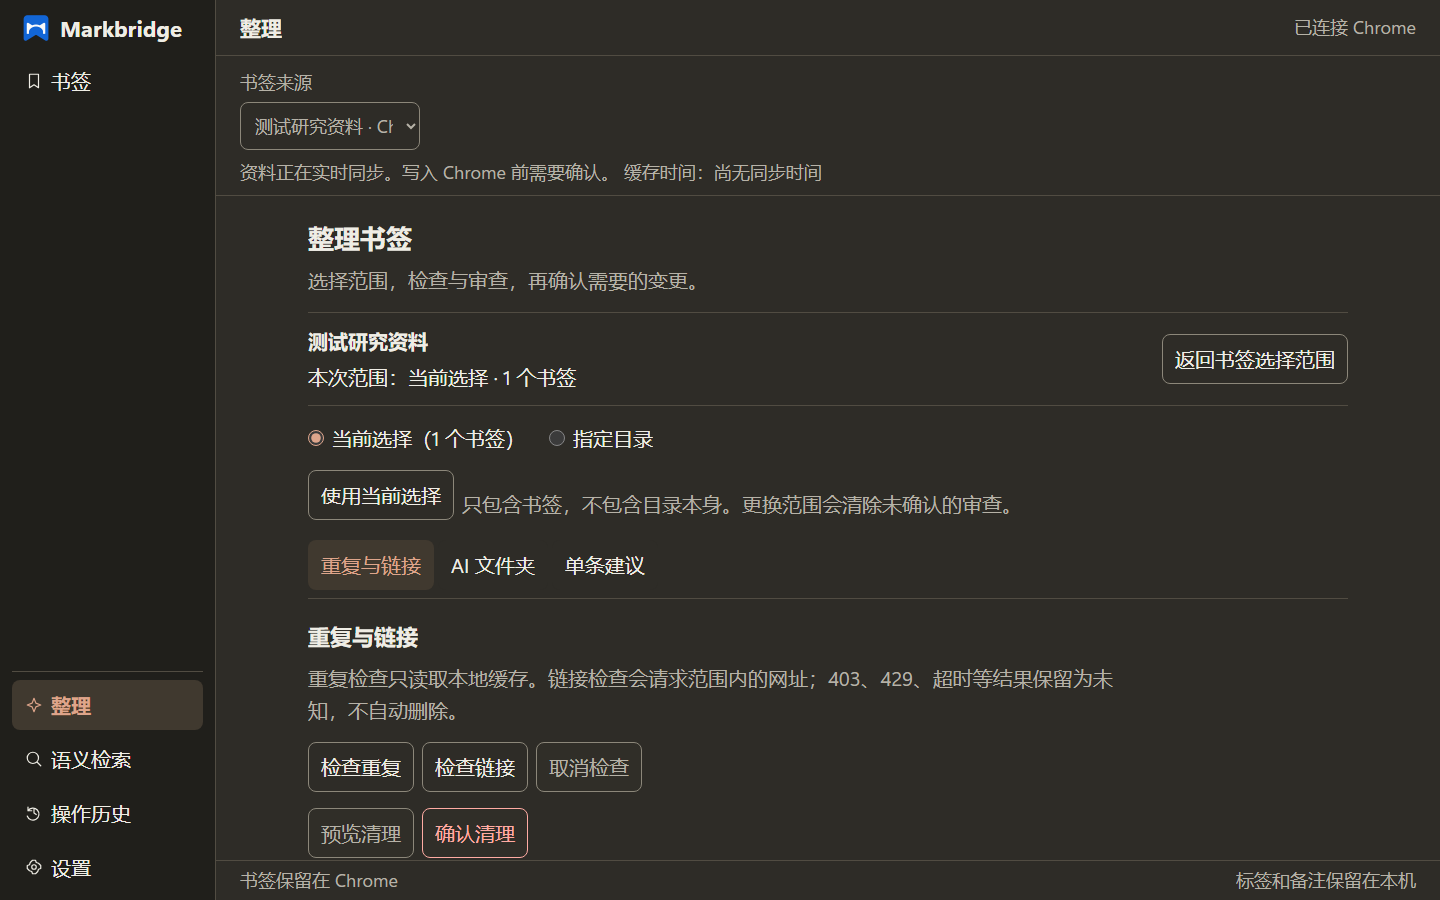 Markbridge
书签
整理
语义检索
操作历史
设置
整理
已连接 Chrome
书签来源
测试研究资料 · Ch
资料正在实时同步。写入 Chrome 前需要确认。 缓存时间：尚无同步时间
整理书签
选择范围，检查与审查，再确认需要的变更。
测试研究资料
本次范围：当前选择 · 1 个书签
返回书签选择范围
当前选择（1 个书签）
指定目录
使用当前选择
只包含书签，不包含目录本身。更换范围会清除未确认的审查。
重复与链接
AI 文件夹
单条建议
重复与链接
重复检查只读取本地缓存。链接检查会请求范围内的网址；403、429、超时等结果保留为未
知，不自动删除。
检查重复
检查链接
取消检查
预览清理
确认清理
书签保留在 Chrome
标签和备注保留在本机